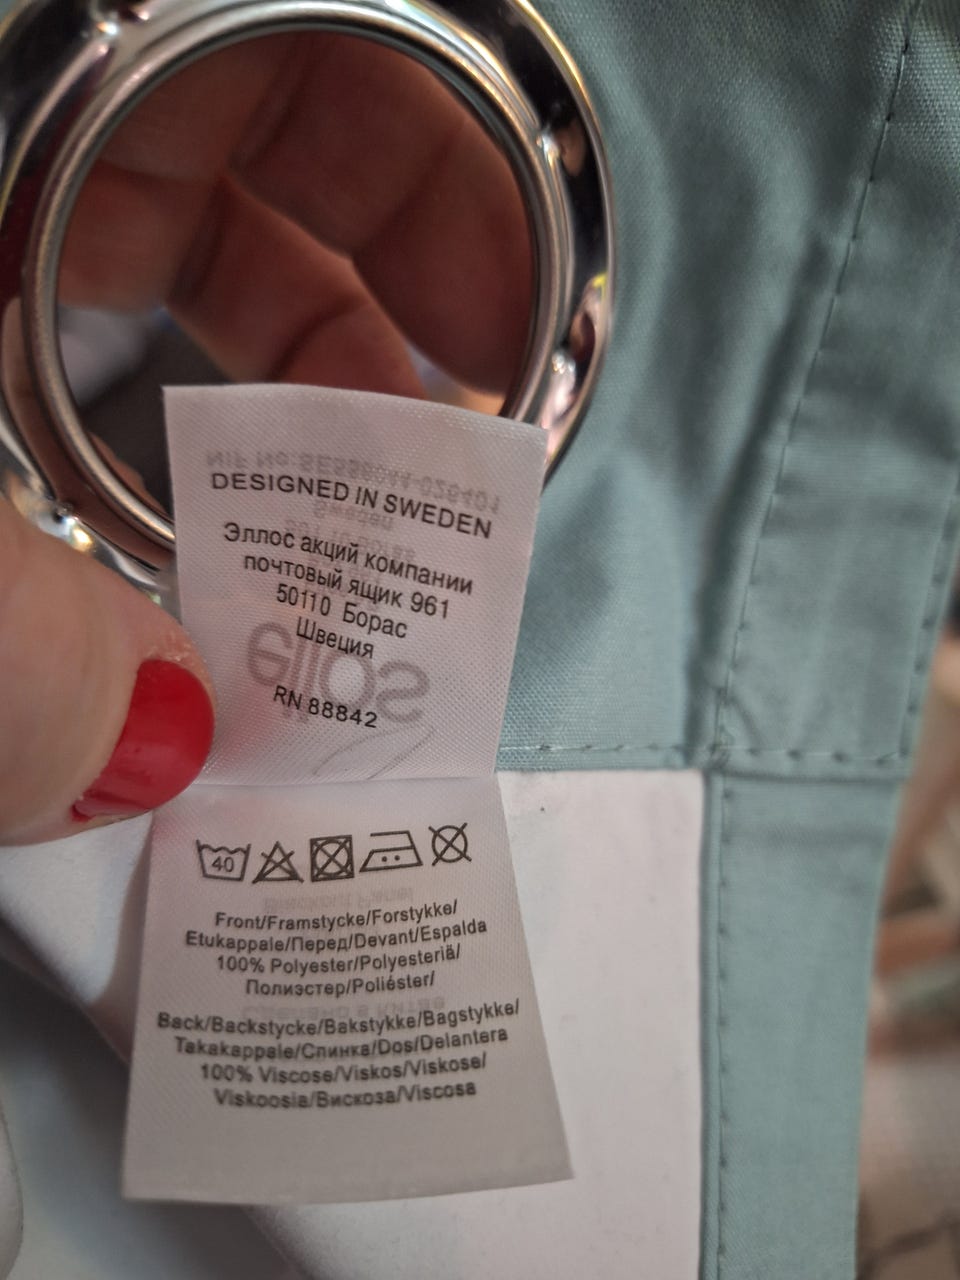 DESIGNED IN SWEDEN
Эллос акций компании
почтовый ящик 961
50110 Борас
Швеция
ellos
RN 88842
40
Front/Framstycke/Forstykke/
Etukappale/Перед/Devant/Espalda
100% Polyester/Polyesteriä/
Полиэстер/Poliéster/
Back/Backstycke/Bakstykke/Bagstykke/
Takakappale/Спинка/Dos/Delantera
100% Viscose/Viskos/Viskose/
Viskoosia/Вискоза/Viscosa